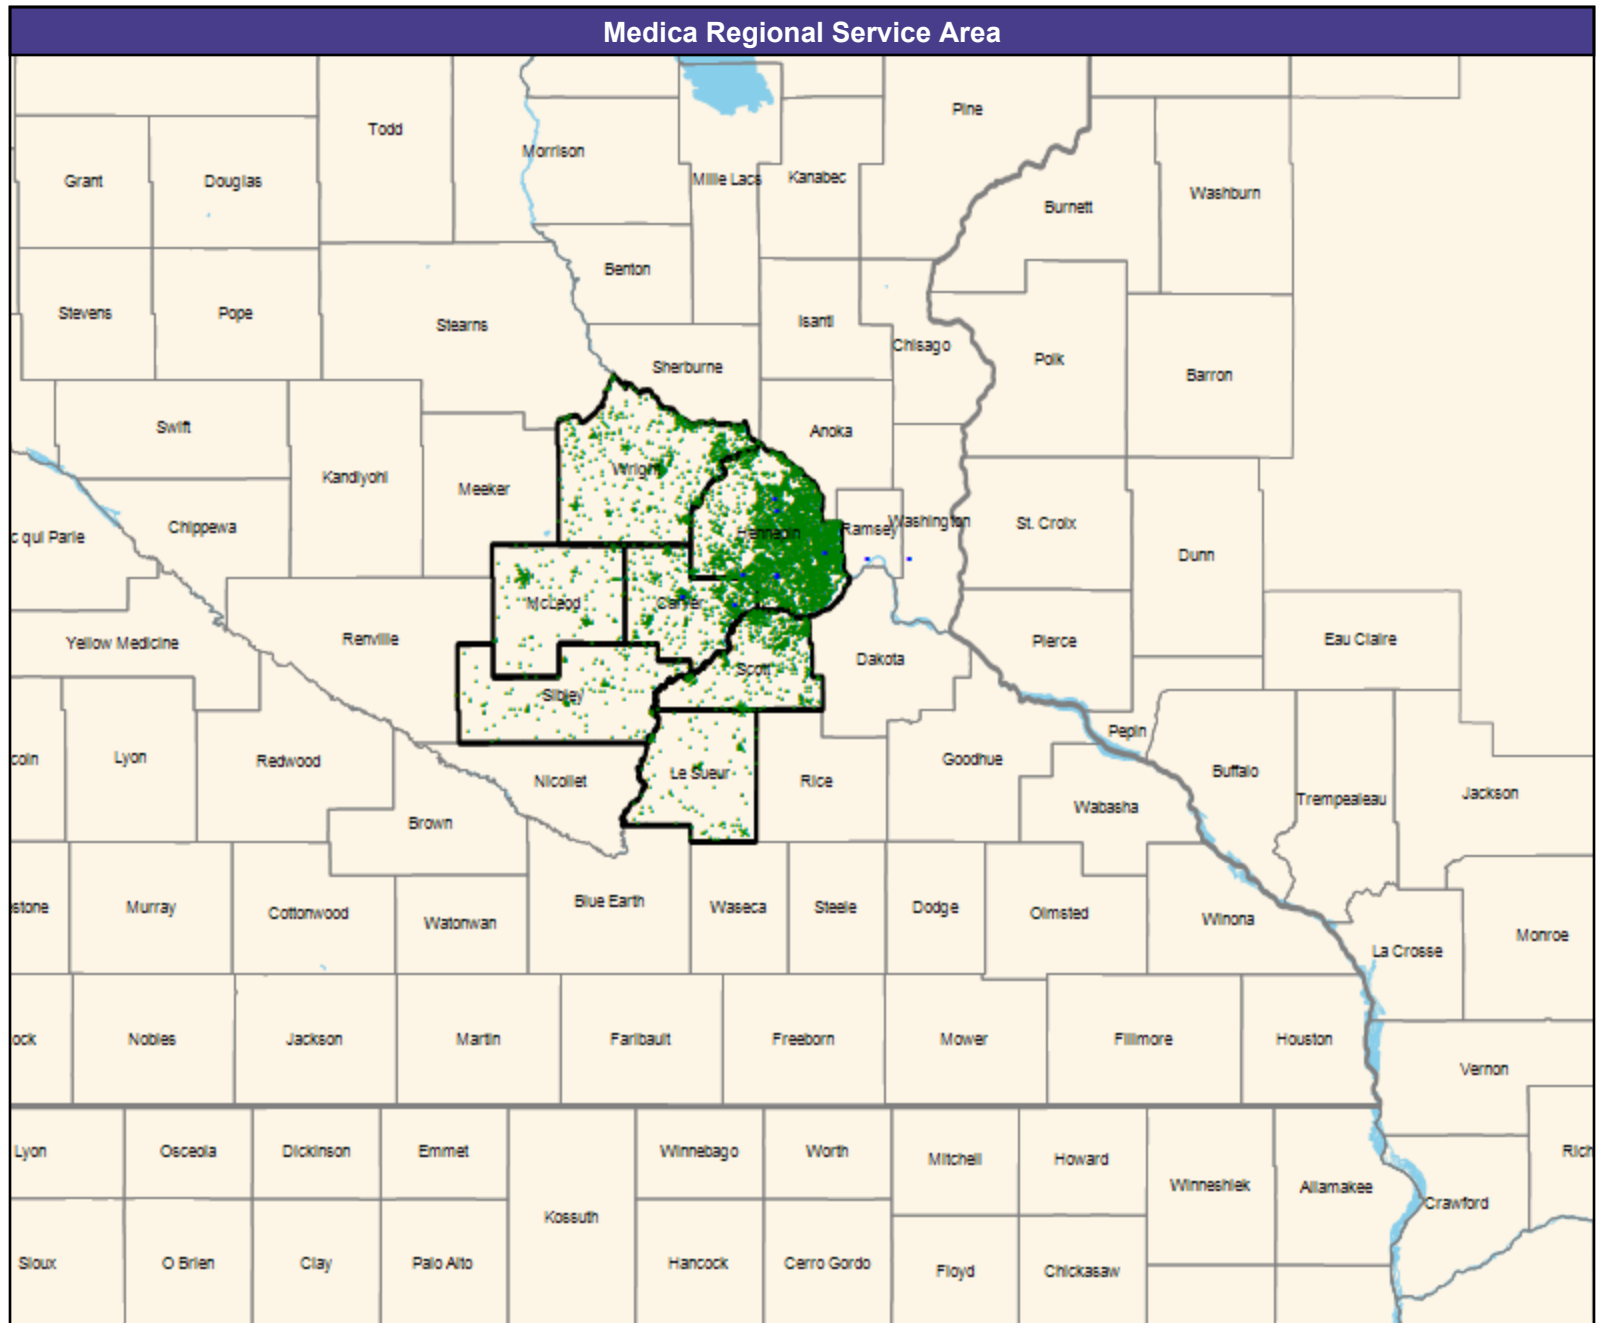 Medica Regional Service Area
Pine
Todd
Morrison
Mille Lacs
Kanabec
Grant
Douglas
Washburn
Burnett
Benton
Stevens
Pope
Stearns
Isanti
Chisago
Polk
Barron
Sherburne
Swift
Anoka
Wright
Kandiyohi
Meeker
Chippewa
c qui Parle
Hennepin
Ramsey
Washington
St. Croix
Dunn
McLeod
Carver
Yellow Medicine
Renville
Pierce
Eau Claire
Dakota
Scott
Sibley
Pepin
coln
Lyon
Redwood
Nicollet
Le Sueur
Rice
Goodhue
Buffalo
Trempealeau
Jackson
Wabasha
Brown
stone
Murray
Cottonwood
Watonwan
Blue Earth
Waseca
Steele
Dodge
Olmsted
Winona
La Crosse
Monroe
ock
Nobles
Jackson
Martin
Faribault
Freeborn
Mower
Fillmore
Houston
Vernon
Lyon
Osceola
Dickinson
Emmet
Winnebago
Worth
Mitchell
Howard
Rich
Winneshiek
Allamakee
Crawford
Kossuth
Sioux
O Brien
Clay
Palo Alto
Hancock
Cerro Gordo
Floyd
Chickasaw